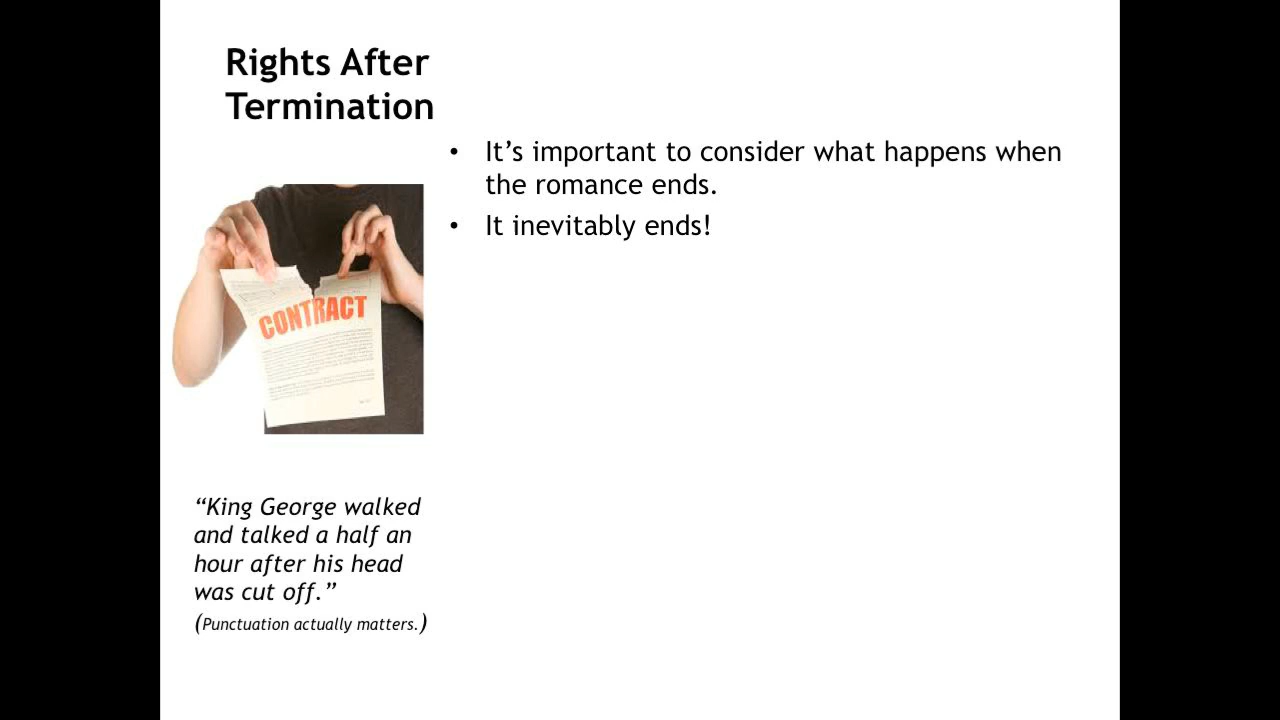 Rights After
Termination
• It’s important to consider what happens when
the romance ends.
• It inevitably ends!
CONTRACT
“King George walked
and talked a half an
hour after his head
was cut off.”
(Punctuation actually matters.)